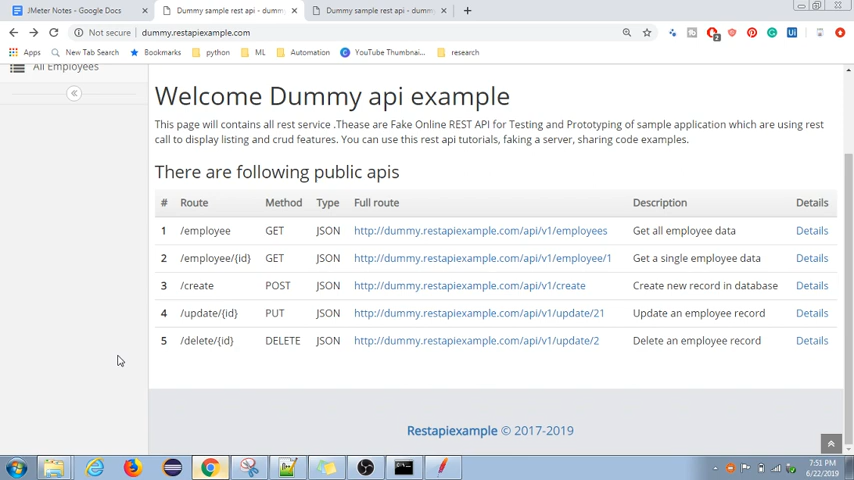 JMeter Notes - Google Docs
Dummy sample rest api - dumm
Dummy sample rest api - dummy
Not secure | dummy.restapiexample.com
Apps New Tab Search Bookmarks python ML Automation YouTube Thumbnai... research
All Employees
Welcome Dummy api example
This page will contains all rest service .Thease are Fake Online REST API for Testing and Prototyping of sample application which are using rest
call to display listing and crud features. You can use this rest api tutorials, faking a server, sharing code examples.
There are following public apis
# Route Method Type Full route Description Details
1 /employee GET JSON http://dummy.restapiexample.com/api/v1/employees Get all employee data Details
2 /employee/{id} GET JSON http://dummy.restapiexample.com/api/v1/employee/1 Get a single employee data Details
3 /create POST JSON http://dummy.restapiexample.com/api/v1/create Create new record in database Details
4 /update/{id} PUT JSON http://dummy.restapiexample.com/api/v1/update/21 Update an employee record Details
5 /delete/{id} DELETE JSON http://dummy.restapiexample.com/api/v1/update/2 Delete an employee record Details
Restapiexample © 2017-2019
7:51 PM
6/22/2019